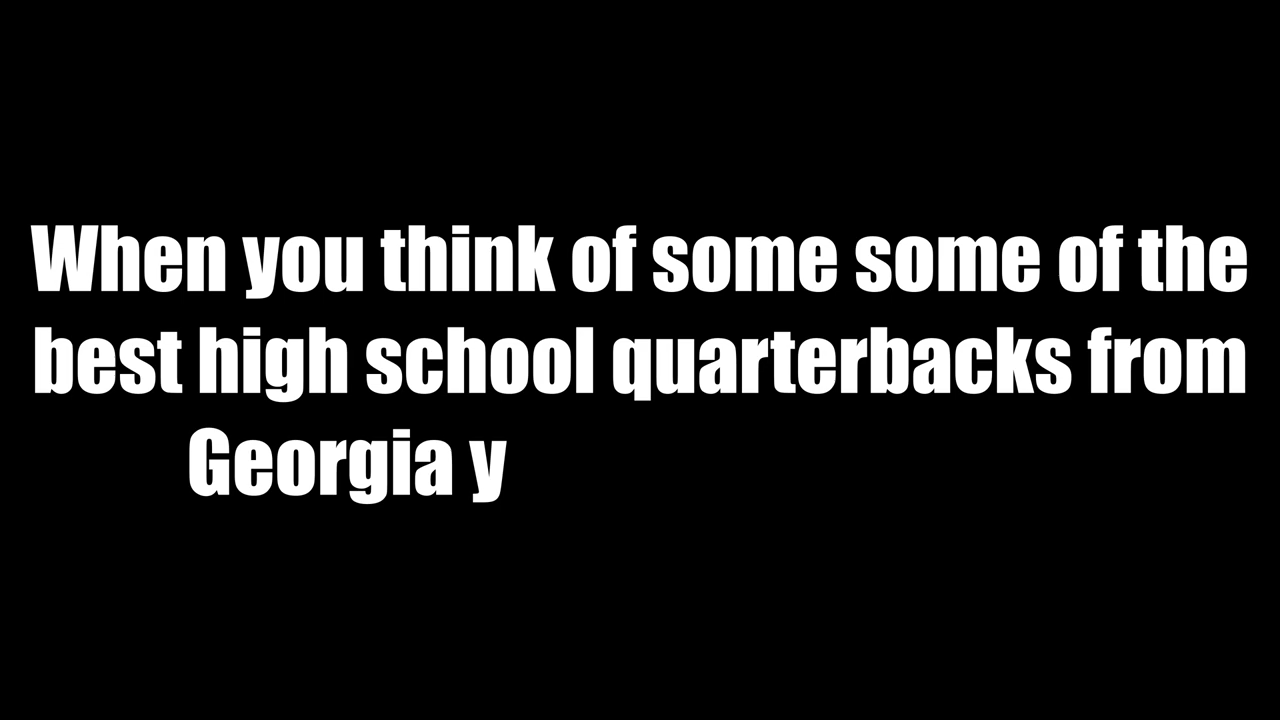 When you think of some some of the
best high school quarterbacks from
Georgia y